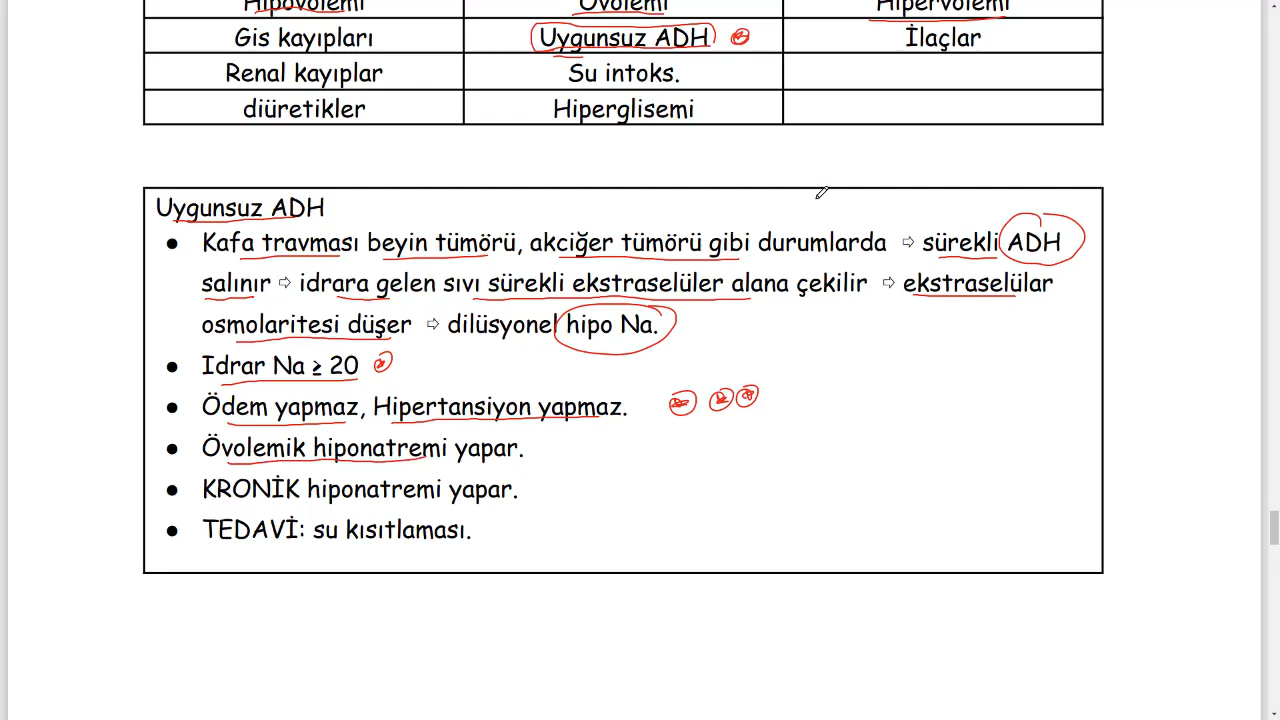 Hipovolemi Övolemi Hipervolemi
Gis kayıpları Uygunsuz ADH İlaçlar
Renal kayıplar Su intoks.
diüretikler Hiperglisemi
Uygunsuz ADH
● Kafa travması beyin tümörü, akciğer tümörü gibi durumlarda ⇨ sürekli ADH
salınır ⇨ idrara gelen sıvı sürekli ekstraselüler alana çekilir ⇨ ekstraselülar
osmolaritesi düşer ⇨ dilüsyonel hipo Na.
● Idrar Na ≥ 20
● Ödem yapmaz, Hipertansiyon yapmaz.
● Övolemik hiponatremi yapar.
● KRONİK hiponatremi yapar.
● TEDAVİ: su kısıtlaması.